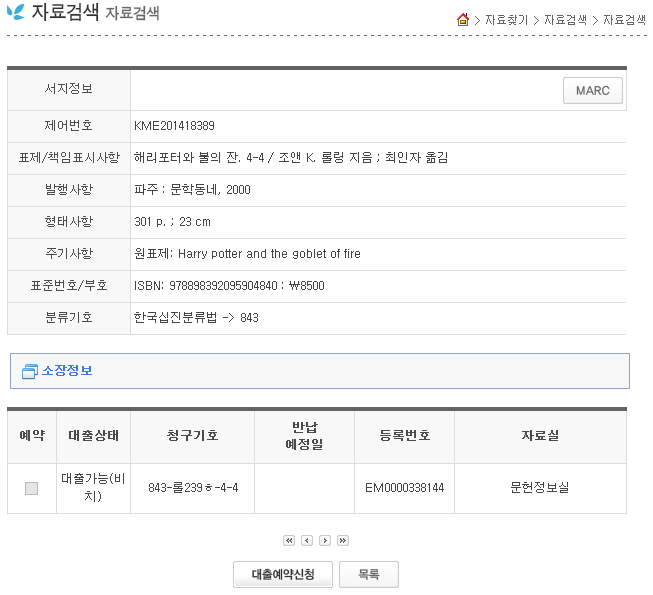 자료검색 자료검색
> 자료찾기 > 자료검색 > 자료검색
서지정보 MARC
제어번호 KME201418389
표제/책임표시사항 해리포터와 불의 잔. 4-4 / 조앤 K. 롤링 지음 ; 최인자 옮김
발행사항 파주 : 문학동네, 2000
형태사항 301 p. ; 23 cm
주기사항 원표제: Harry potter and the goblet of fire
표준번호/부호 ISBN: 978898392095904840 : ₩8500
분류기호 한국십진분류법 -> 843
소장정보
예약 대출상태 청구기호 반납 예정일 등록번호 자료실
대출가능(비
치) 843-롤239ㅎ-4-4 EM0000338144 문헌정보실
대출예약신청 목록